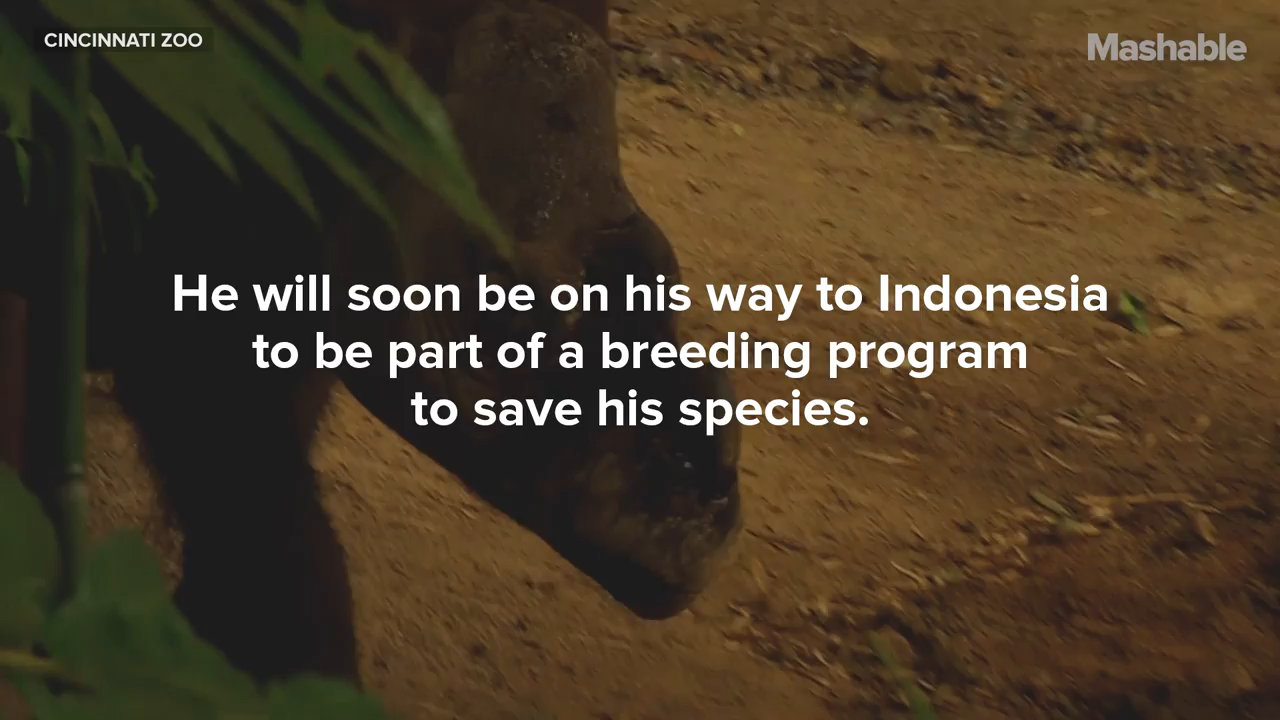 CINCINNATI ZOO
Mashable
He will soon be on his way to Indonesia
to be part of a breeding program
to save his species.